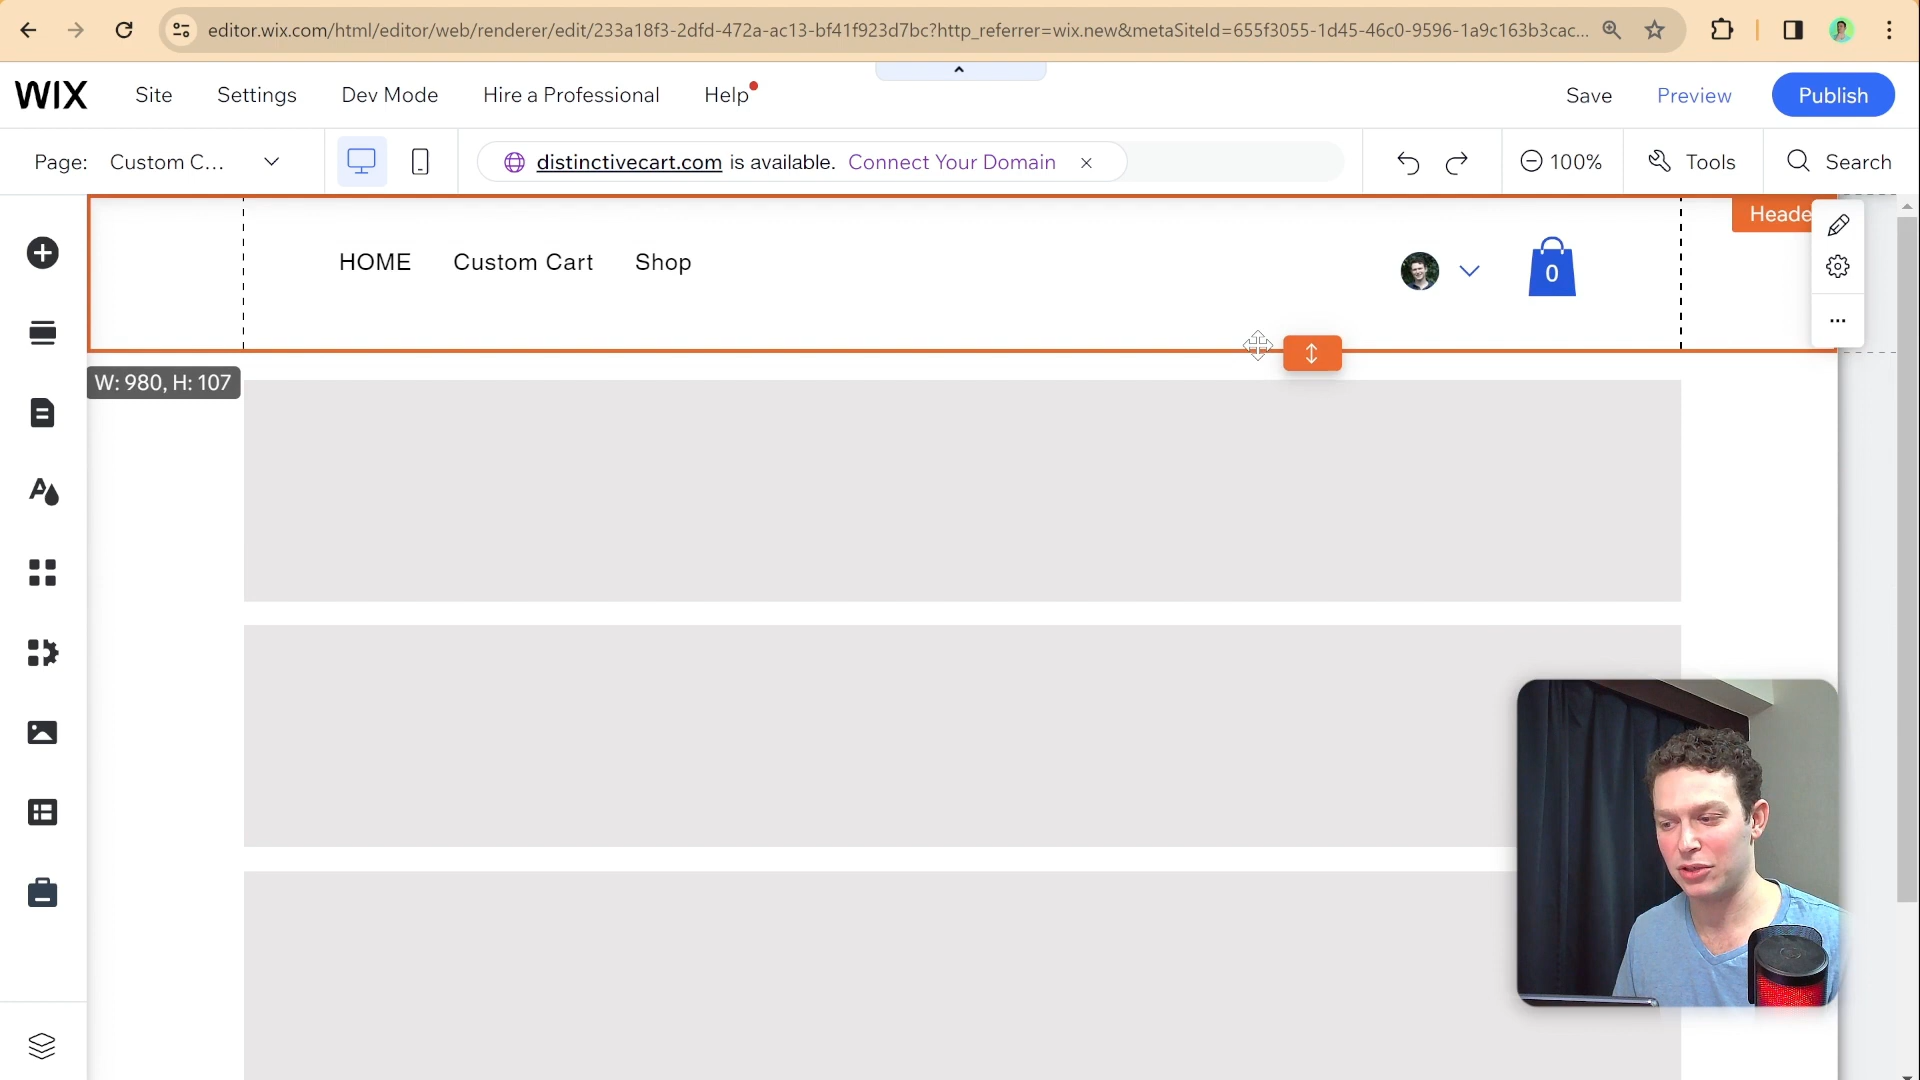 editor.wix.com/html/editor/web/renderer/edit/233a18f3-2dfd-472a-ac13-bf41f923d7bc?http_referrer=wix.new&metaSiteId=655f3055-1d45-46c0-9596-1a9c163b3cac...
WIX
Site
Settings
Dev Mode
Hire a Professional
Help
Save
Preview
Publish
Page:
Custom C...
distinctivecart.com is available. Connect Your Domain
100%
Tools
Search
Heade
HOME
Custom Cart
Shop
0
W: 980, H: 107